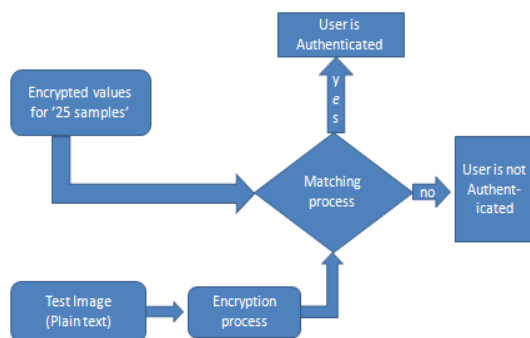 User is
Authenticated
Encrypted values
for '25 samples'
yes
Matching
process
no
User is not
Authent-
icated
Test Image
(Plain text)
Encryption
process